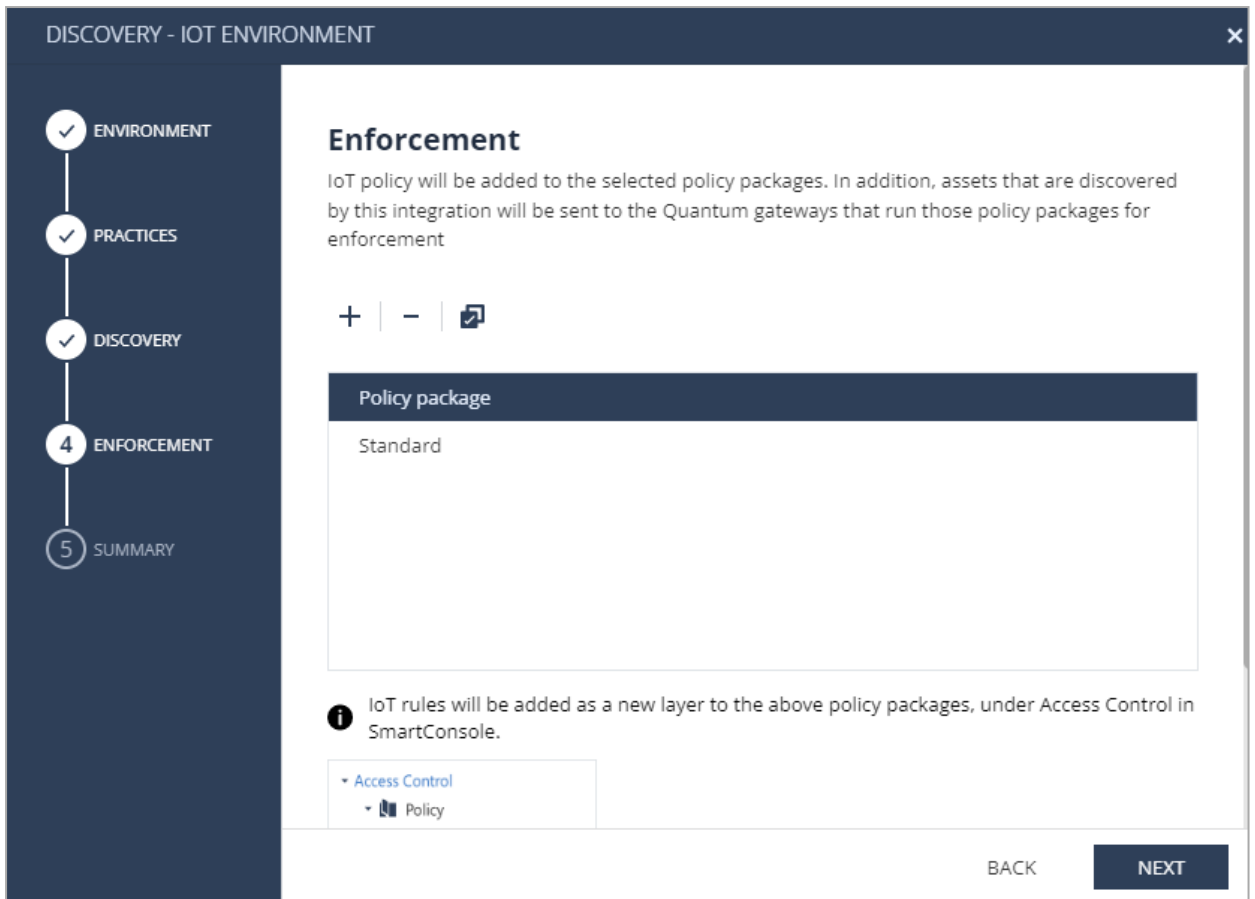 DISCOVERY - IOT ENVIRONMENT
ENVIRONMENT
PRACTICES
DISCOVERY
4 ENFORCEMENT
5 SUMMARY
Enforcement
IoT policy will be added to the selected policy packages. In addition, assets that are discovered
by this integration will be sent to the Quantum gateways that run those policy packages for
enforcement
Policy package
Standard
IoT rules will be added as a new layer to the above policy packages, under Access Control in
SmartConsole.
Access Control
Policy
BACK NEXT